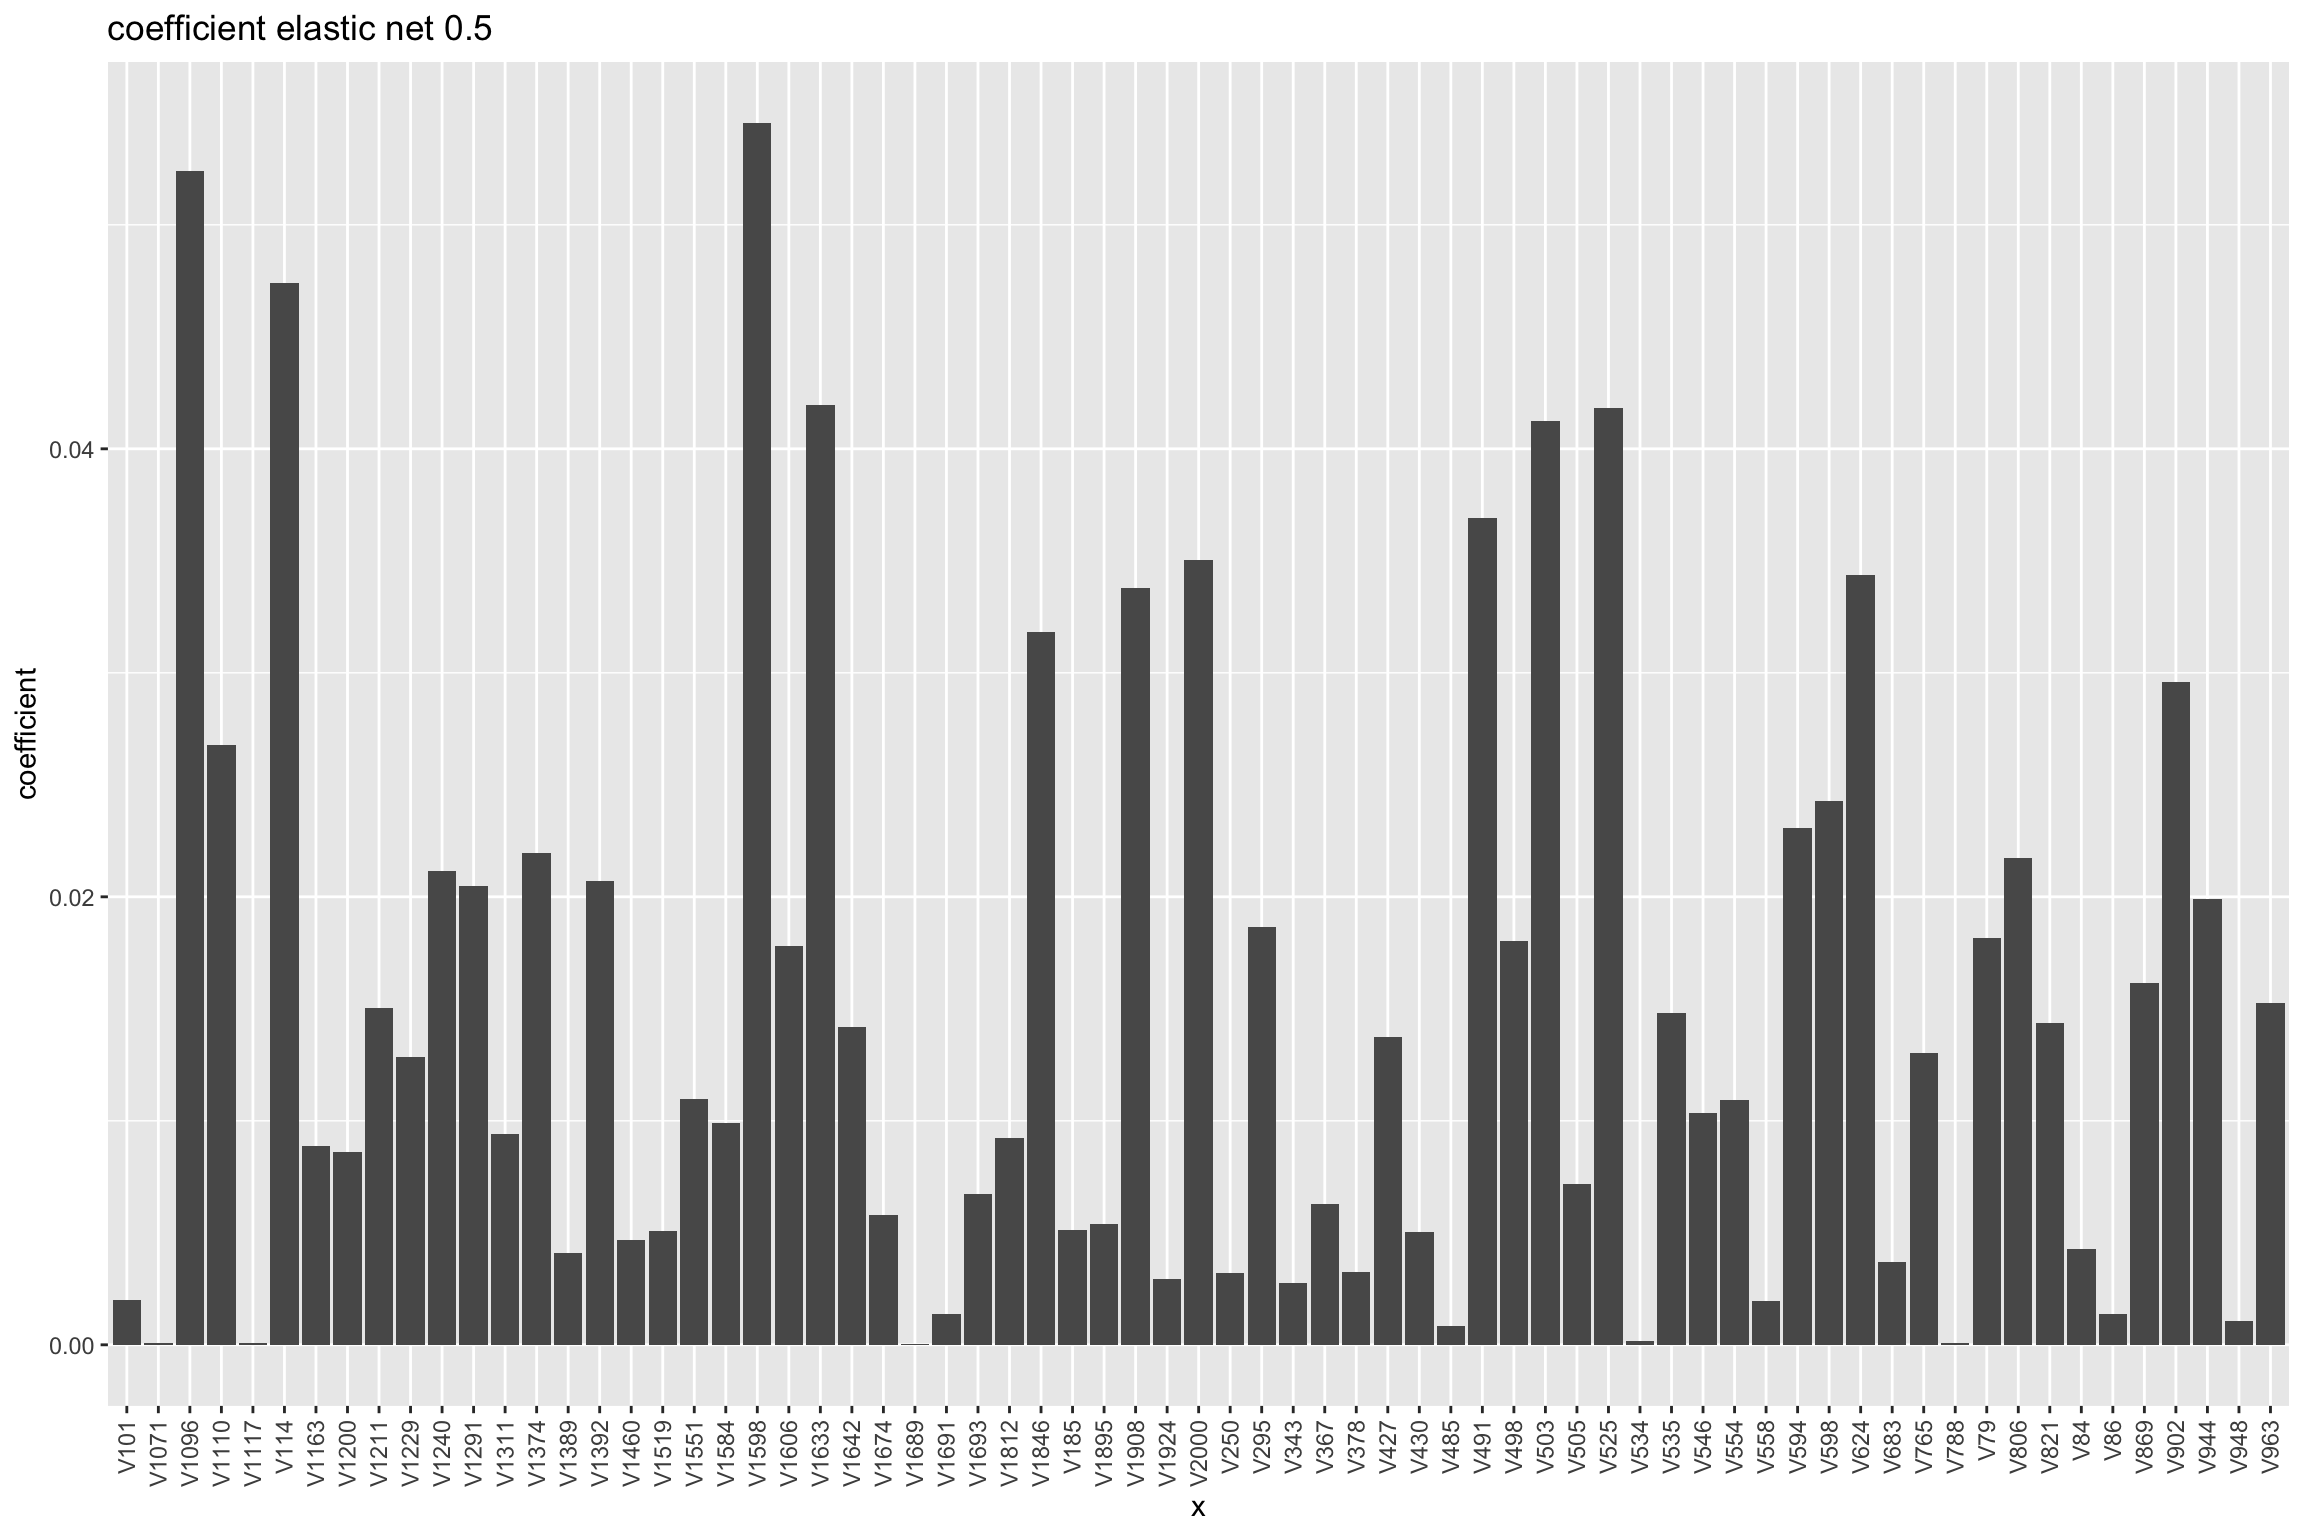 coefficient elastic net 0.5
coefficient
0.04
0.02
0.00
V101 V1071 V1096 V1110 V1117 V114 V1163 V1200 V1211 V1229 V1240 V1291 V1311 V1374 V1389 V1392 V1460 V1519 V1551 V1584 V1598 V1606 V1633 V1642 V1674 V1689 V1691 V1693 V1812 V1846 V185 V1895 V1908 V1924 V2000 V250 V295 V343 V367 V378 V427 V430 V485 V491 V498 V503 V505 V525 V534 V535 V546 V554 V558 V594 V598 V624 V683 V765 V788 V79 V806 V821 V84 V86 V869 V902 V944 V948 V963
x